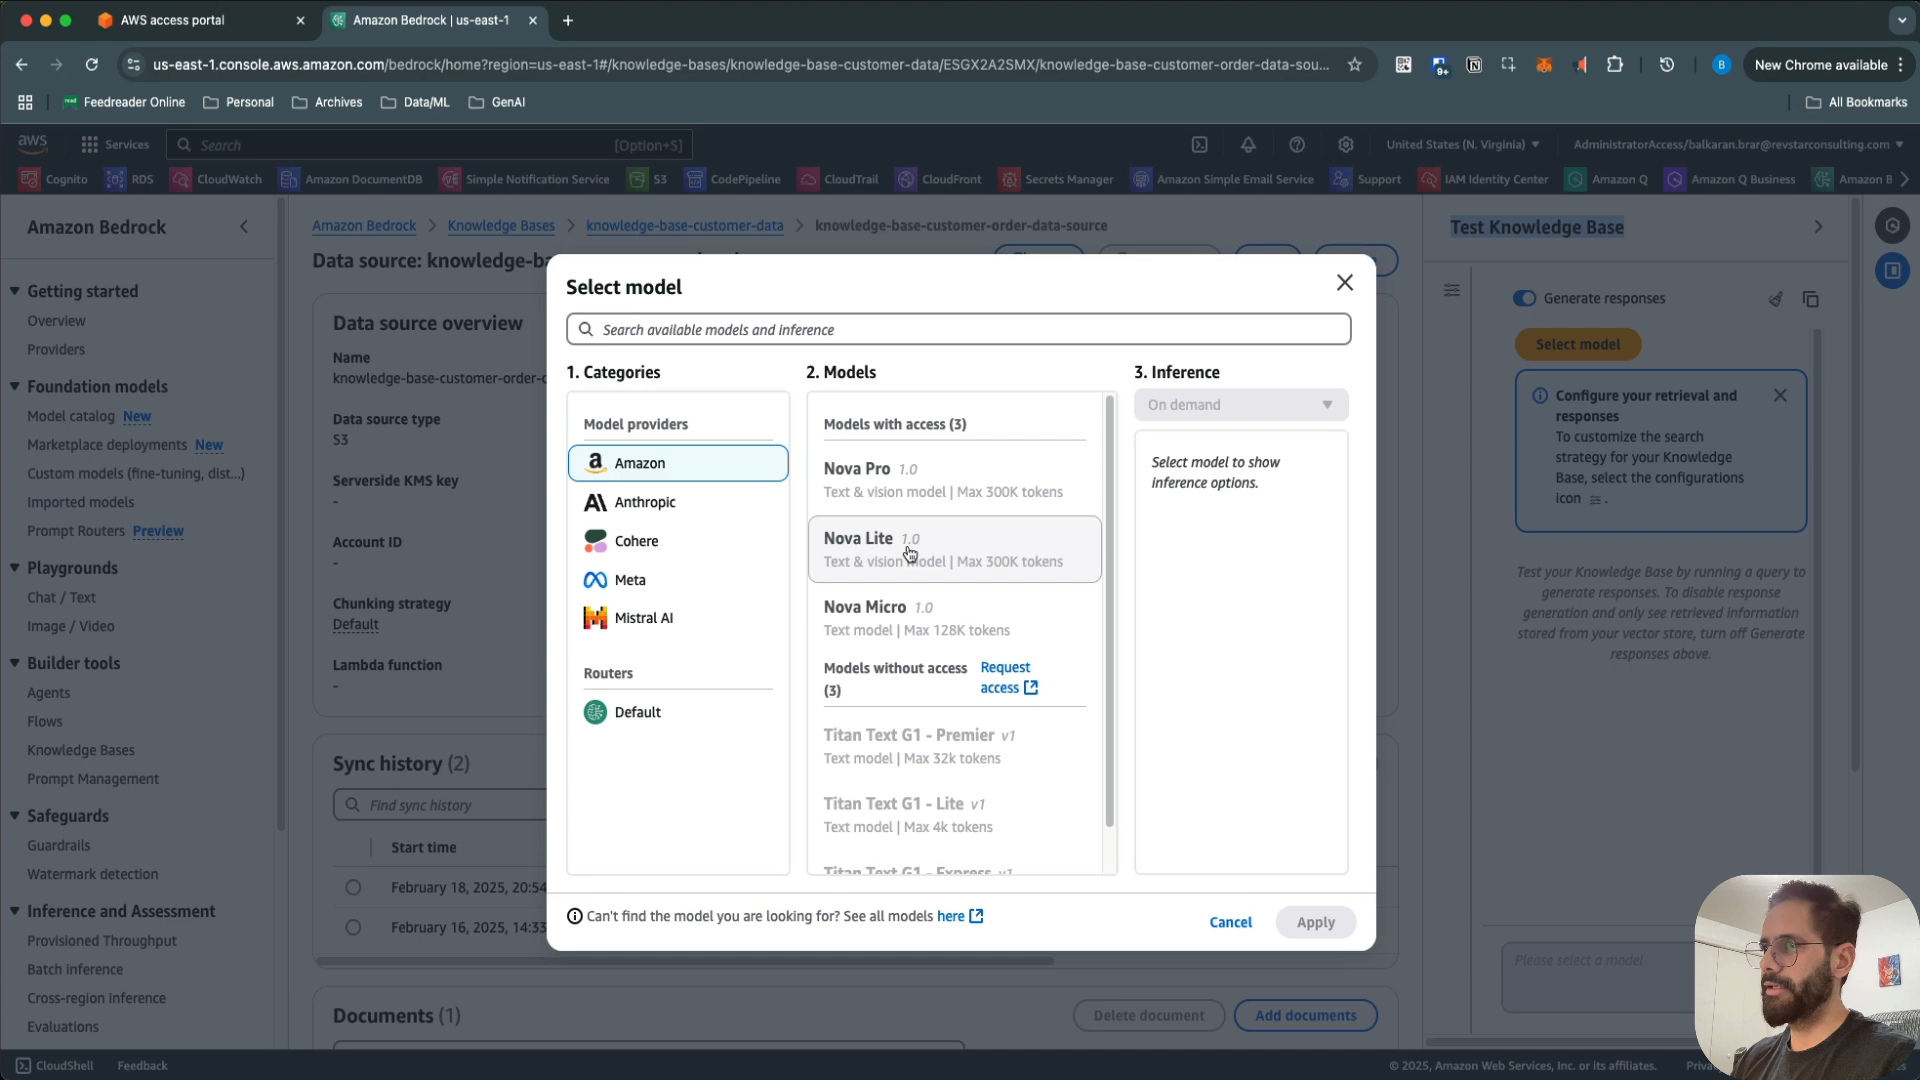 AWS access portal
Amazon Bedrock | us-east-1
us-east-1.console.aws.amazon.com/bedrock/home?region=us-east-1#/knowledge-bases/knowledge-base-customer-data/ESGX2A2SMX/knowledge-base-customer-order-data-sou...
9+
B
New Chrome available
read
Feedreader Online
Personal
Archives
Data/ML
GenAI
All Bookmarks
aws
Services
Search
[Option+S]
United States (N. Virginia)
AdministratorAccess/balkaran.brar@revstarconsulting.com
Cognito
RDS
CloudWatch
Amazon DocumentDB
Simple Notification Service
S3
CodePipeline
CloudTrail
CloudFront
Secrets Manager
Amazon Simple Email Service
Support
IAM Identity Center
Amazon Q
Amazon Q Business
Amazon B
Amazon Bedrock
Getting started
Overview
Providers
Foundation models
Model catalog New
Marketplace deployments New
Custom models (fine-tuning, dist...)
Imported models
Prompt Routers Preview
Playgrounds
Chat / Text
Image / Video
Builder tools
Agents
Flows
Knowledge Bases
Prompt Management
Safeguards
Guardrails
Watermark detection
Inference and Assessment
Provisioned Throughput
Batch inference
Cross-region inference
Evaluations
Amazon Bedrock
Knowledge Bases
knowledge-base-customer-data
knowledge-base-customer-order-data-source
Data source: knowledge-b
Data source overview
Name
knowledge-base-customer-order-
Data source type
S3
Serverside KMS key
-
Account ID
-
Chunking strategy
Default
Lambda function
-
Sync history (2)
Find sync history
Start time
February 18, 2025, 20:54
February 16, 2025, 14:33
Documents (1)
Delete document
Add documents
Select model
Search available models and inference
1. Categories
Model providers
Amazon
Anthropic
Cohere
Meta
Mistral AI
Routers
Default
2. Models
Models with access (3)
Nova Pro 1.0
Text & vision model | Max 300K tokens
Nova Lite 1.0
Text & vision model | Max 300K tokens
Nova Micro 1.0
Text model | Max 128K tokens
Models without access (3)
Request access
Titan Text G1 - Premier v1
Text model | Max 32k tokens
Titan Text G1 - Lite v1
Text model | Max 4k tokens
Titan Text G1 - Express v1
3. Inference
On demand
Select model to show
inference options.
Can't find the model you are looking for? See all models here
Cancel
Apply
Test Knowledge Base
Generate responses
Select model
Configure your retrieval and
responses
To customize the search
strategy for your Knowledge
Base, select the configurations
icon
Test your Knowledge Base by running a query to
generate responses. To disable response
generation and only see retrieved information
stored from your vector store, turn off Generate
responses above.
Please select a model
CloudShell
Feedback
© 2025, Amazon Web Services, Inc. or its affiliates.